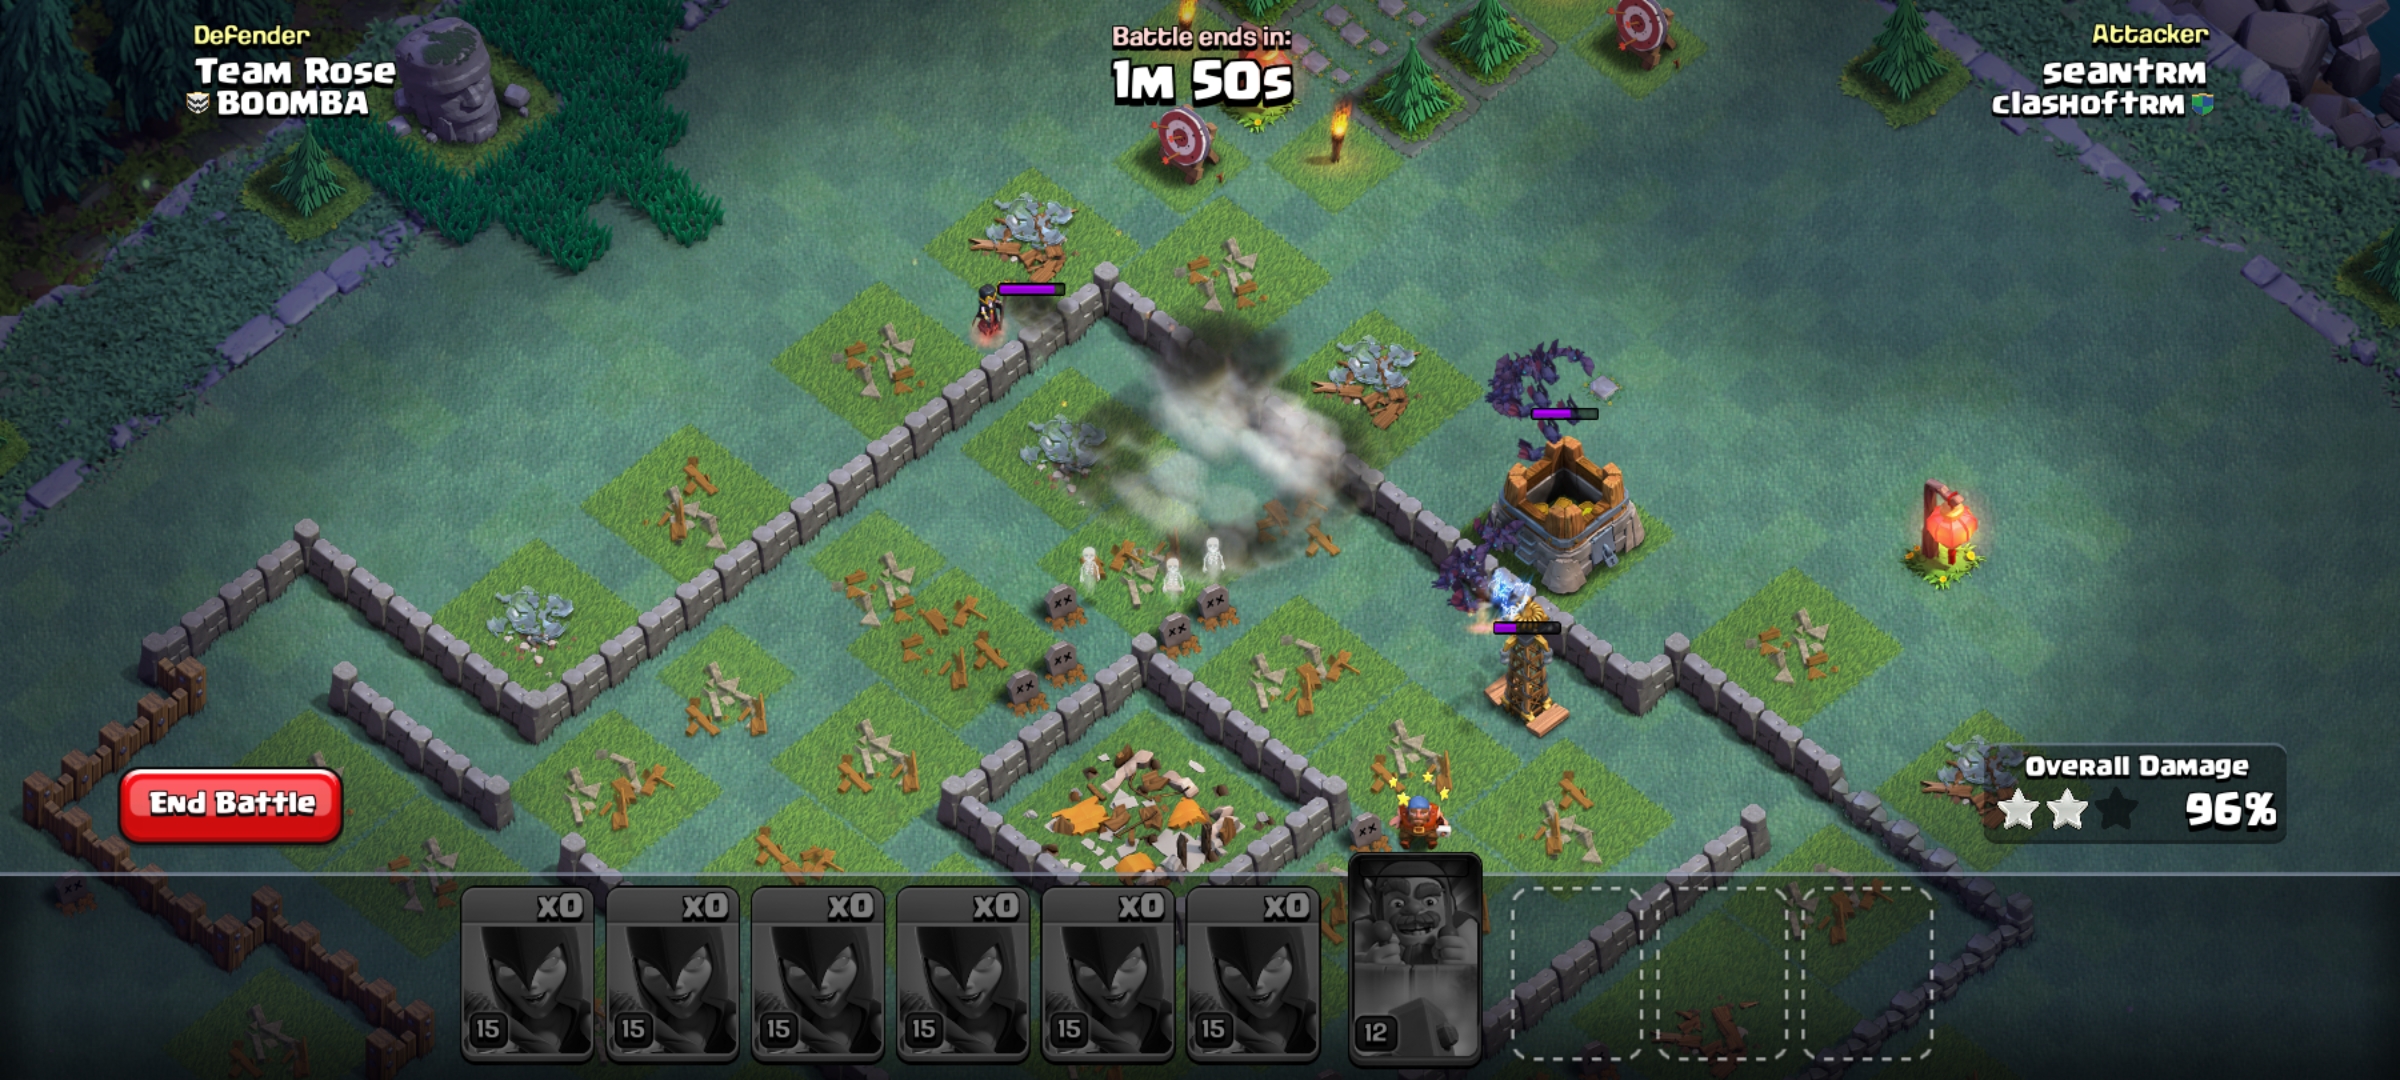 Defender
Team Rose
BOOMBA
Battle ends in:
1M 50s
Attacker
seantrm
clashoftrm
End Battle
Overall Damage
96%
x0 x0 x0 x0 x0 x0
15 15 15 15 15 15 12